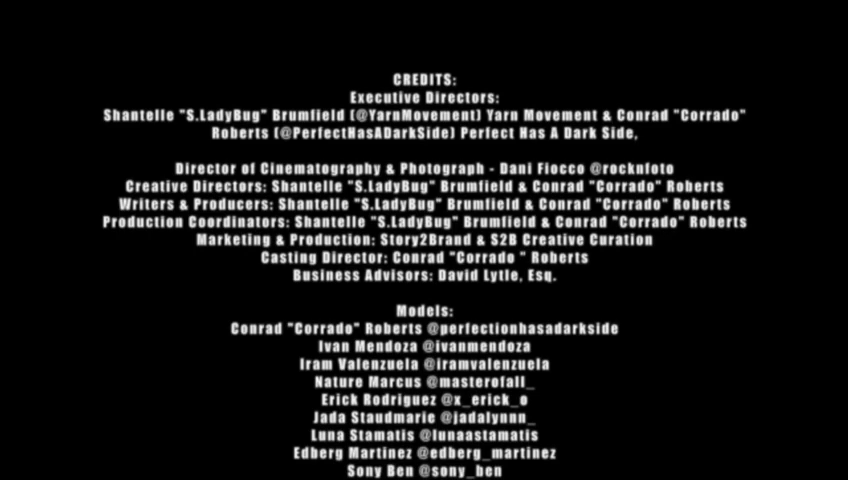 CREDITS:
Executive Directors:
Shantelle "S.LadyBug" Brumfield (@YarnMovement) Yarn Movement & Conrad "Corrado"
Roberts (@PerfectHasADarkSide) Perfect Has A Dark Side,
Director of Cinematography & Photograph - Dani Fiocco @rocknfoto
Creative Directors: Shantelle "S.LadyBug" Brumfield & Conrad "Corrado" Roberts
Writers & Producers: Shantelle "S.LadyBug" Brumfield & Conrad "Corrado" Roberts
Production Coordinators: Shantelle "S.LadyBug" Brumfield & Conrad "Corrado" Roberts
Marketing & Production: Story2Brand & S2B Creative Curation
Casting Director: Conrad "Corrado " Roberts
Business Advisors: David Lytle, Esq.
Models:
Conrad "Corrado" Roberts @perfectionhasadarkside
Ivan Mendoza @ivanmendoza
Iram Valenzuela @iramvalenzuela
Nature Marcus @masterofall_
Erick Rodriguez @x_erick_o
Jada Staudmarie @jadalynnn_
Luna Stamatis @lunaastamatis
Edberg Martinez @edberg_martinez
Sony Ben @sony_ben